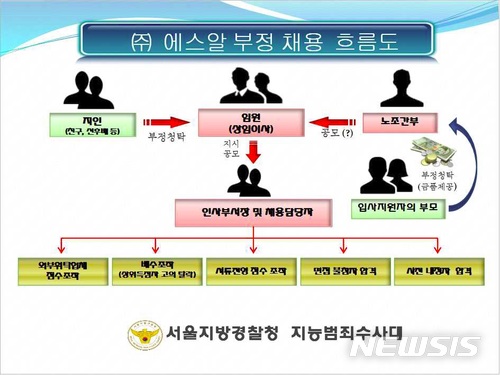 ㈜ 에스알 부정 채용 흐름도
지인
(친구, 선후배 등)
부정청탁
임원
(상임이사)
공모 (?)
노조간부
지시
공모
부정청탁
(금품제공)
인사부서장 및 채용담당자
입사지원자의 부모
외부위탁업체
점수조작
배수조작
(상위득점자 고의 탈락)
서류전형 점수 조작
면접 불참자 합격
사전 내정자 합격
서울지방경찰청 지능범죄수사대
NEWSIS